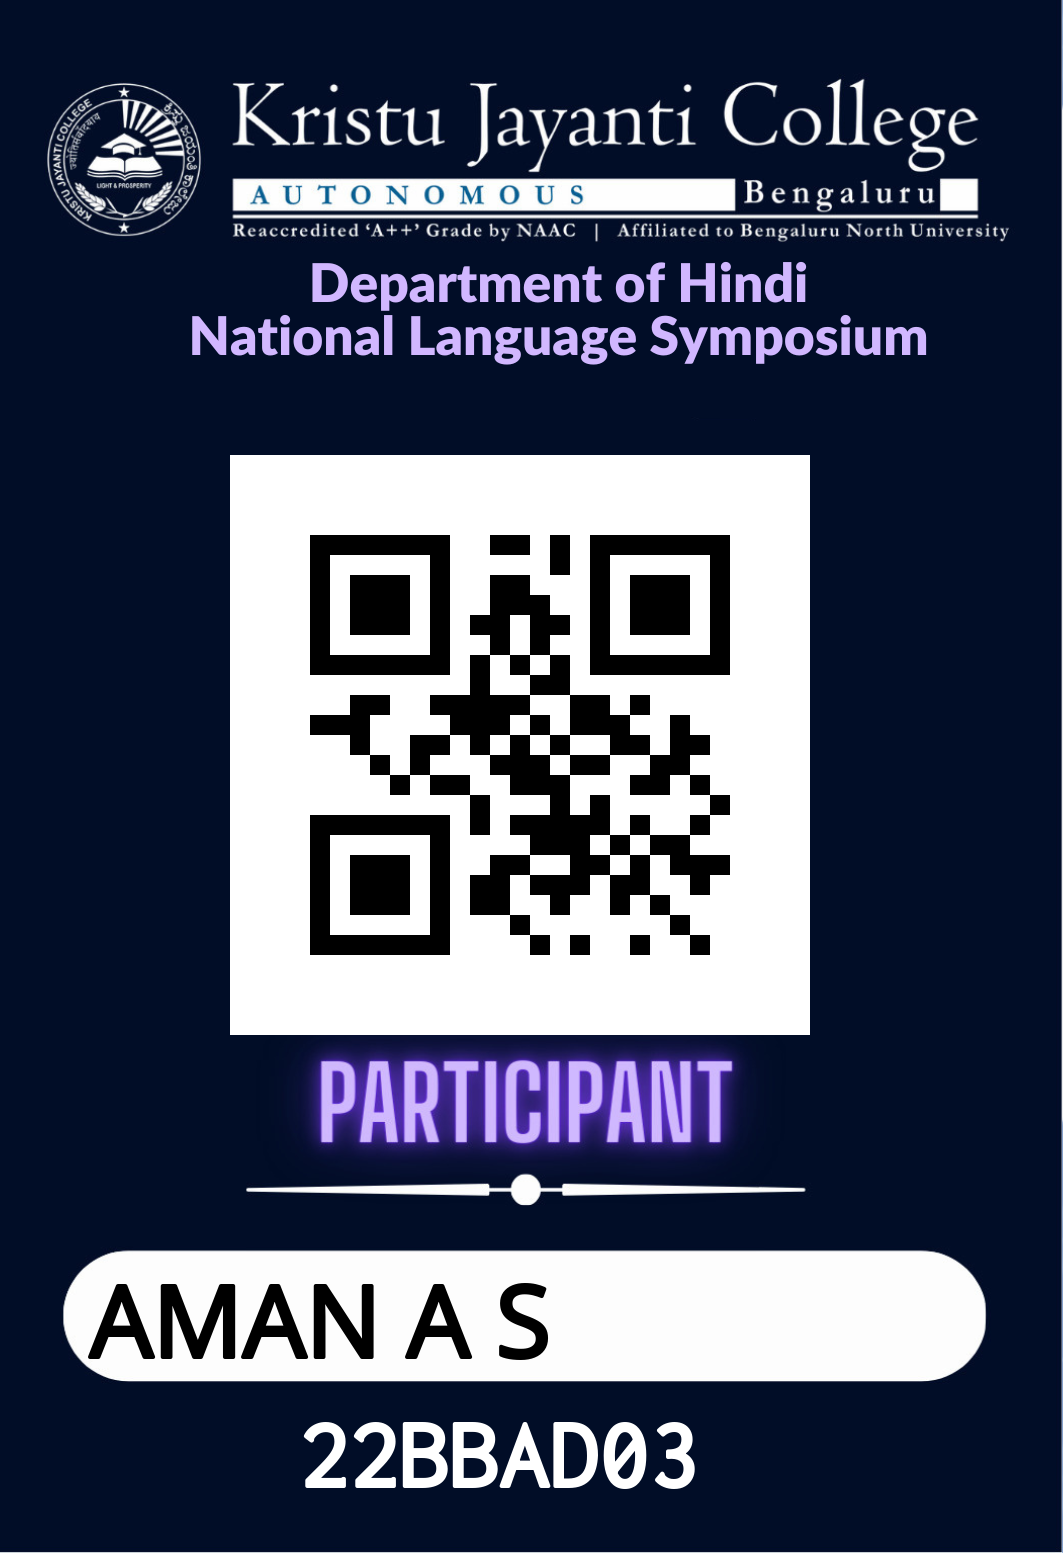 KRISTU JAYANTI COLLEGE
LIGHT & PROSPERITY
Kristu Jayanti College
AUTONOMOUS Bengaluru
Reaccredited ‘A++’ Grade by NAAC | Affiliated to Bengaluru North University
Department of Hindi
National Language Symposium
PARTICIPANT
AMAN A S
22BBAD03